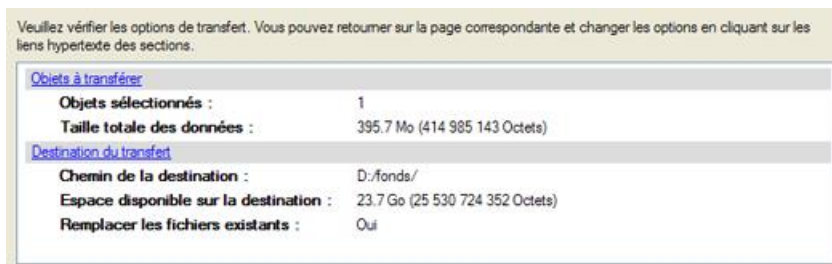 Veuillez vérifier les options de transfert. Vous pouvez retourner sur la page correspondante et changer les options en cliquant sur les
liens hypertexte des sections.
Objets à transférer
Objets sélectionnés : 1
Taille totale des données : 395.7 Mo (414 985 143 Octets)
Destination du transfert
Chemin de la destination : D:/fonds/
Espace disponible sur la destination : 23.7 Go (25 530 724 352 Octets)
Remplacer les fichiers existants : Oui